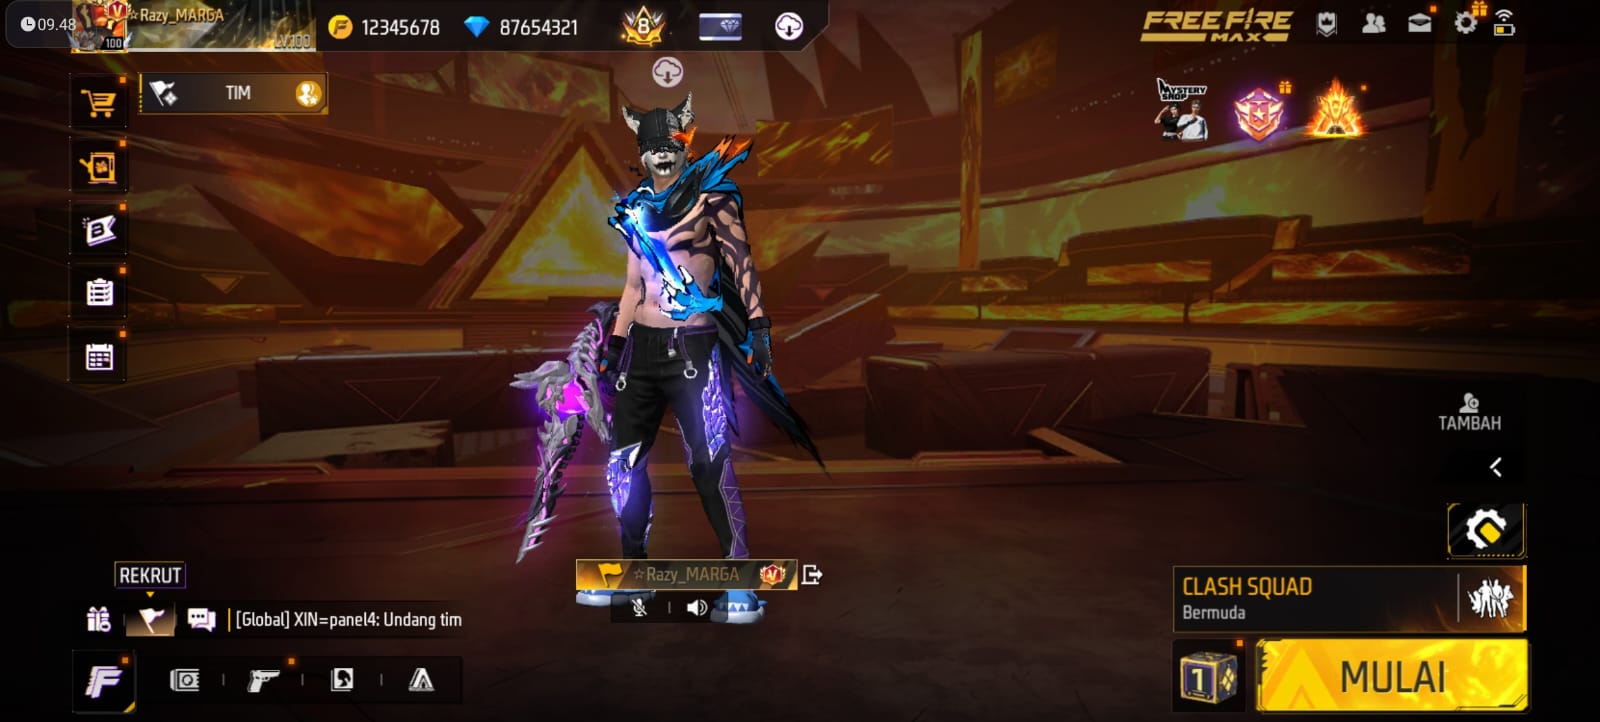 09.48
☆Razy_MARGA
100
LV.100
12345678
87654321
8
FREE FIRE
MAX
TIM
MYSTERY
SHOP
TAMBAH
REKRUT
☆Razy_MARGA
V
[Global] XIN=panel4: Undang tim
CLASH SQUAD
Bermuda
1
MULAI